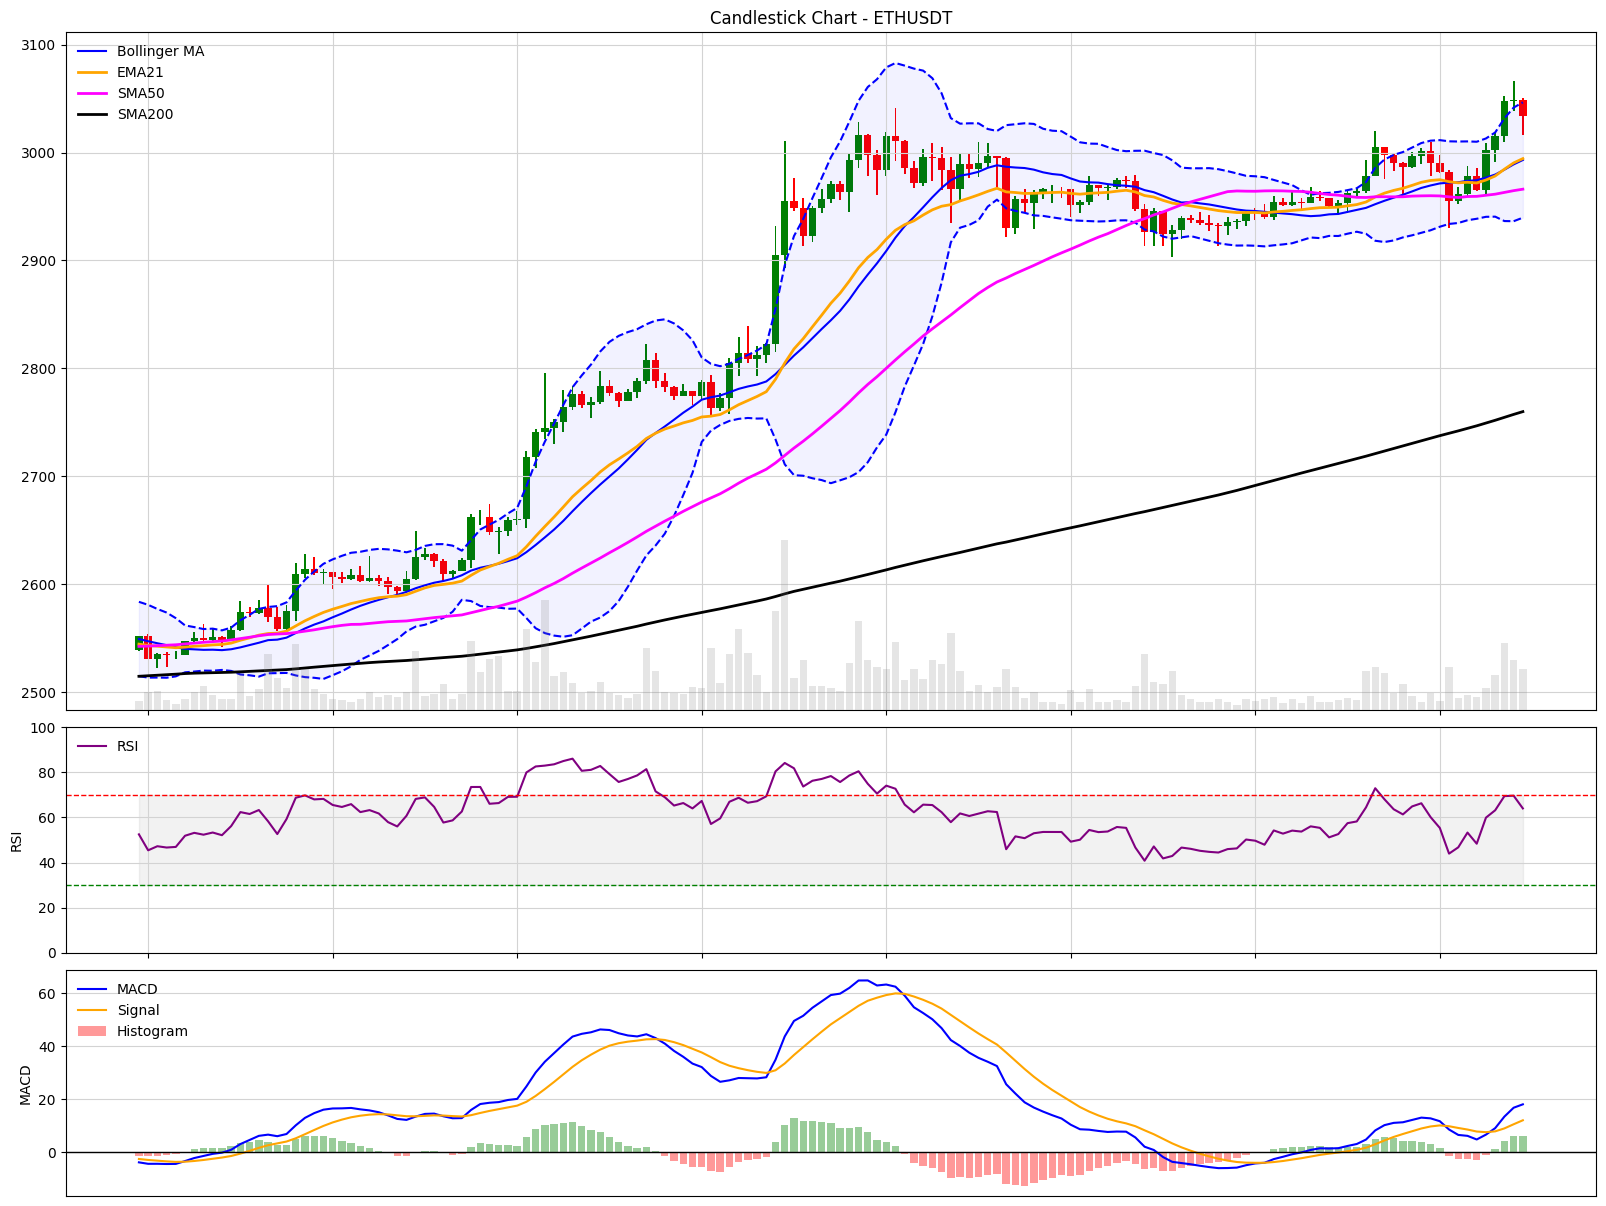 Candlestick Chart - ETHUSDT
Bollinger MA
EMA21
SMA50
SMA200
3100
3000
2900
2800
2700
2600
2500
RSI
RSI
100
80
60
40
20
0
MACD
Signal
Histogram
MACD
60
40
20
0